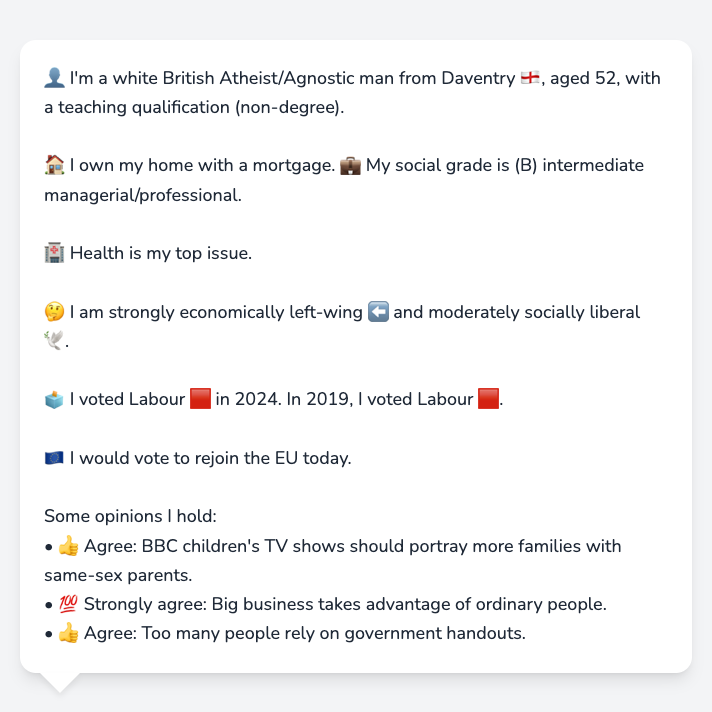 👤 I'm a white British Atheist/Agnostic man from Daventry 🏴󠁧󠁢󠁥󠁮󠁧󠁿, aged 52, with
a teaching qualification (non-degree).
🏠 I own my home with a mortgage. 💼 My social grade is (B) intermediate
managerial/professional.
🏥 Health is my top issue.
🤔 I am strongly economically left-wing ⬅️ and moderately socially liberal
🕊️.
🗳️ I voted Labour 🟥 in 2024. In 2019, I voted Labour 🟥.
🇪🇺 I would vote to rejoin the EU today.
Some opinions I hold:
• 👍 Agree: BBC children's TV shows should portray more families with
same-sex parents.
• 💯 Strongly agree: Big business takes advantage of ordinary people.
• 👍 Agree: Too many people rely on government handouts.